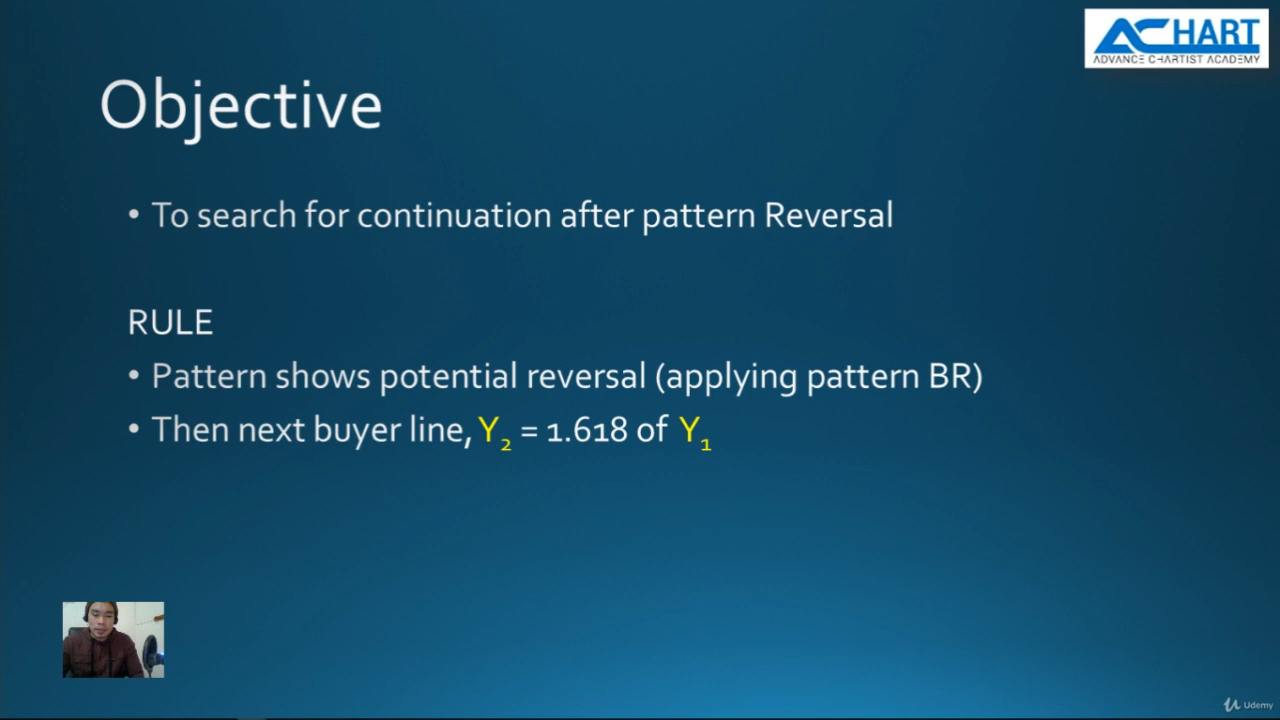 ACHART
ADVANCE CHARTIST ACADEMY
Objective
• To search for continuation after pattern Reversal
RULE
• Pattern shows potential reversal (applying pattern BR)
• Then next buyer line, Y₂ = 1.618 of Y₁
Udemy